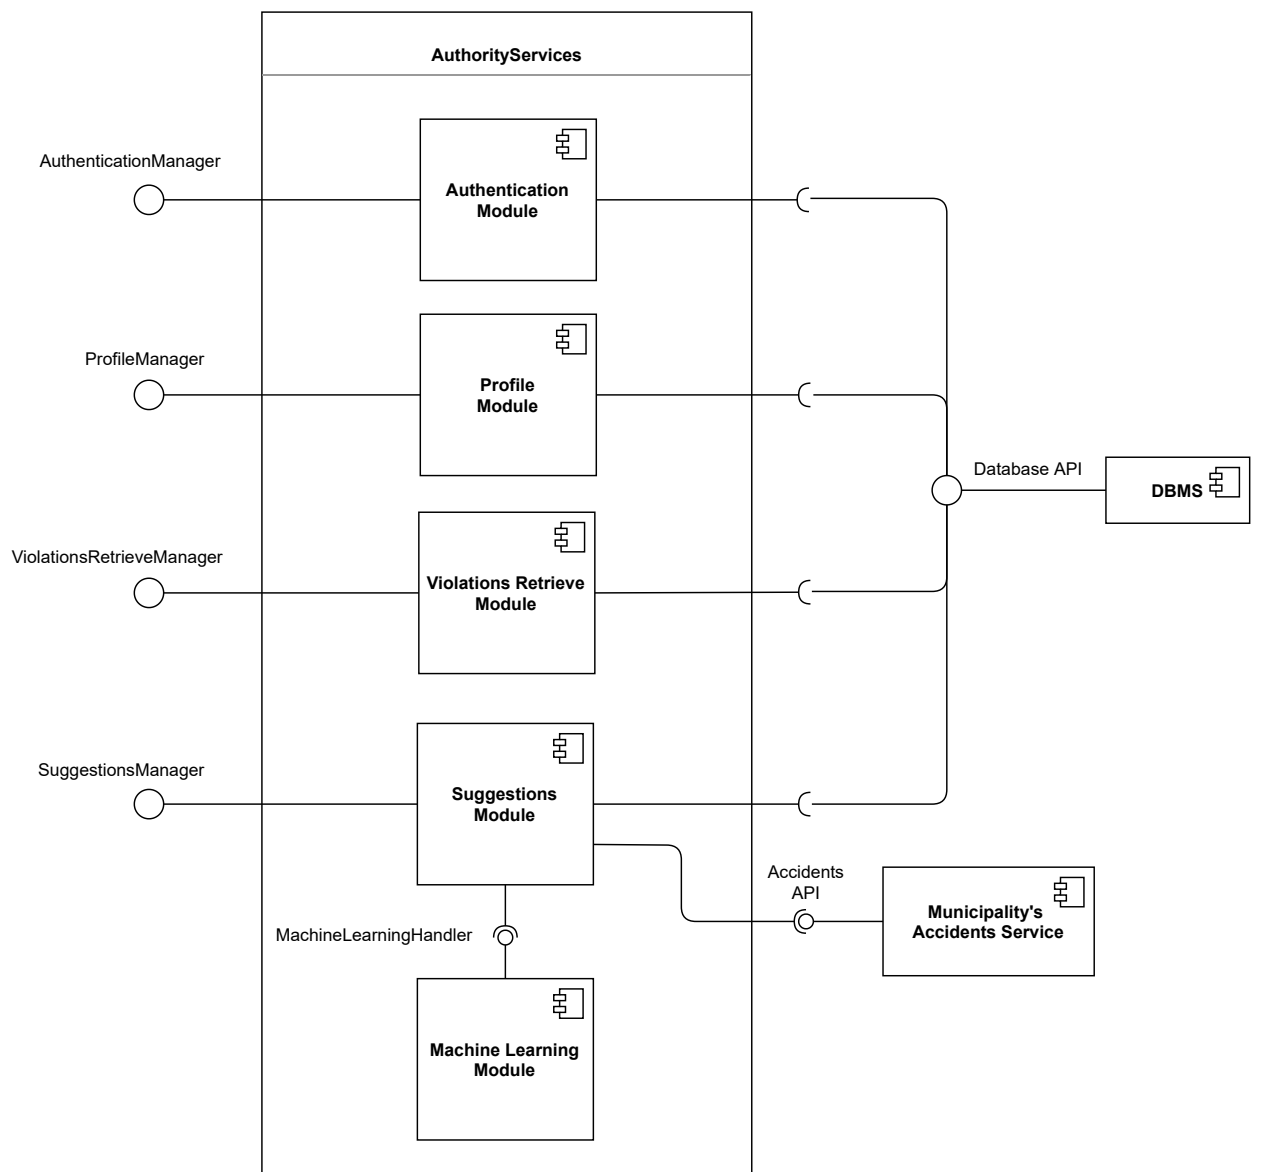 AuthorityServices
AuthenticationManager
Authentication
Module
ProfileManager
Profile
Module
Database API
DBMS
ViolationsRetrieveManager
Violations Retrieve
Module
SuggestionsManager
Suggestions
Module
Accidents
API
Municipality's
Accidents Service
MachineLearningHandler
Machine Learning
Module